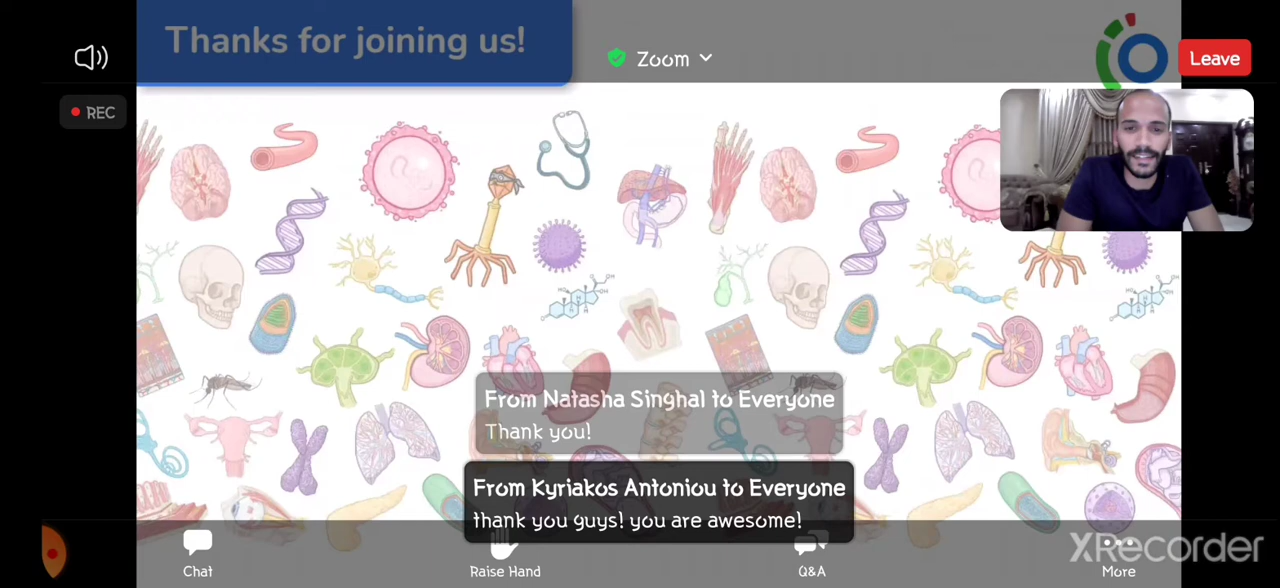 Thanks for joining us!
Zoom
Leave
REC
From Natasha Singhal to Everyone
Thank you!
From Kyriakos Antoniou to Everyone
thank you guys! you are awesome!
Chat
Raise Hand
Q&A
More
XRecorder